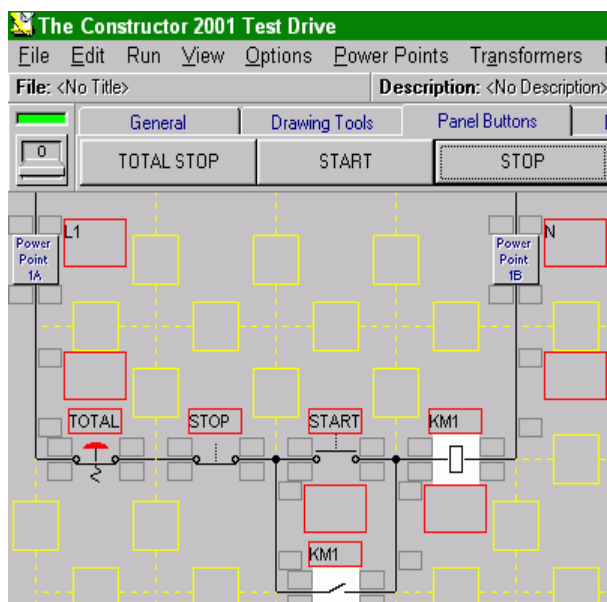 The Constructor 2001 Test Drive
File Edit Run View Options Power Points Transformers
File: <No Title> Description: <No Description>
General Drawing Tools Panel Buttons
0 TOTAL STOP START STOP
L1 N
Power Point 1A
Power Point 1B
TOTAL STOP START KM1
KM1